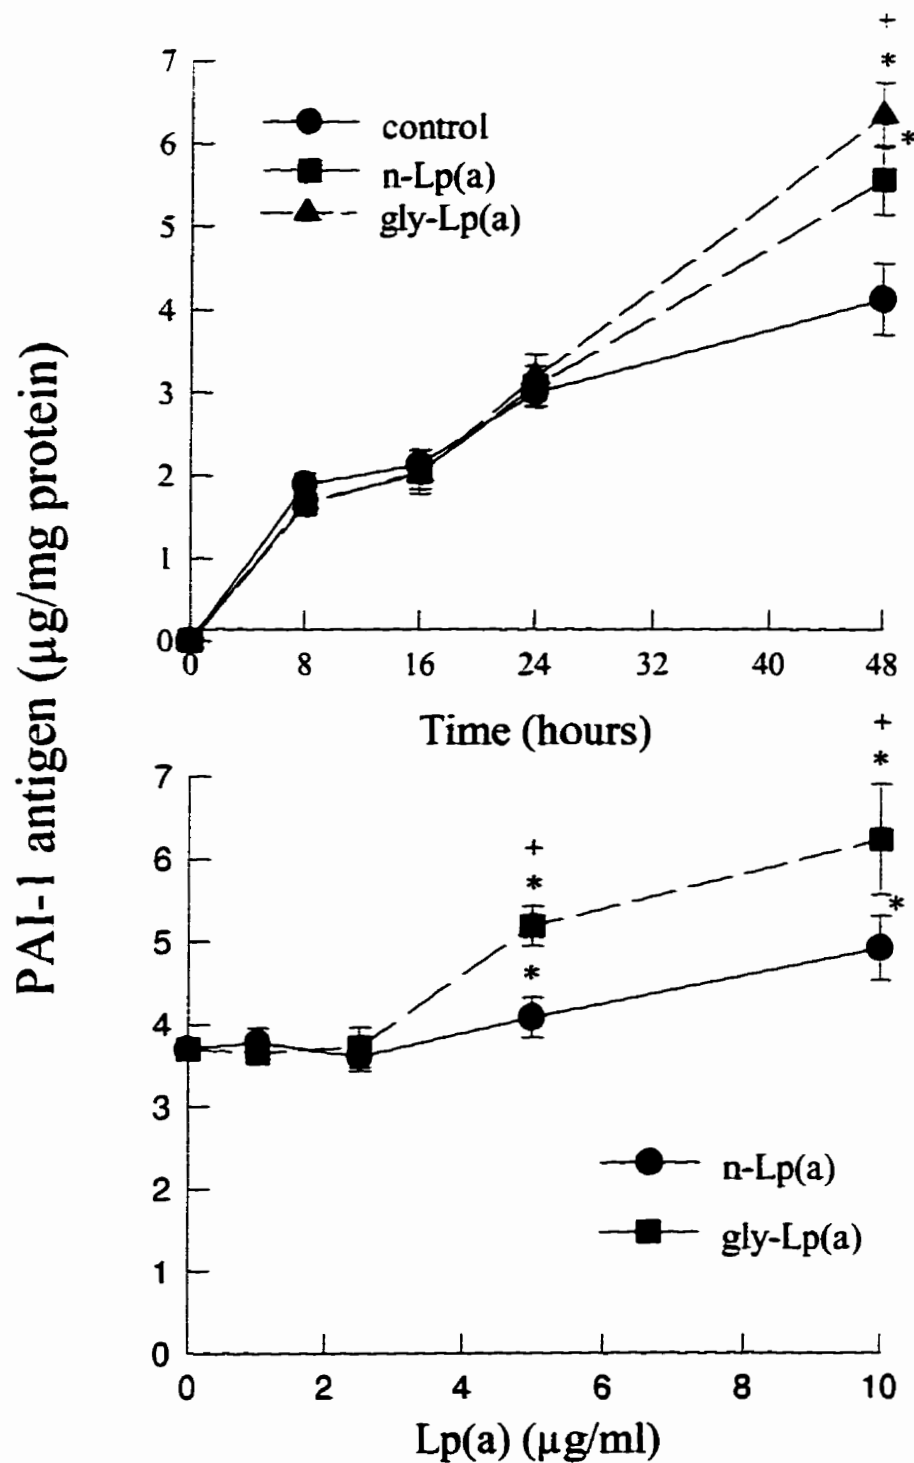 PAI-1 antigen (µg/mg protein)
+
*
7
control
*
6
n-Lp(a)
gly-Lp(a)
5
4
3
2
1
0
0 8 16 24 32 40 48
Time (hours)
+
*
7
+
6
*
*
5
*
4
3
n-Lp(a)
2
gly-Lp(a)
1
0
0 2 4 6 8 10
Lp(a) (µg/ml)